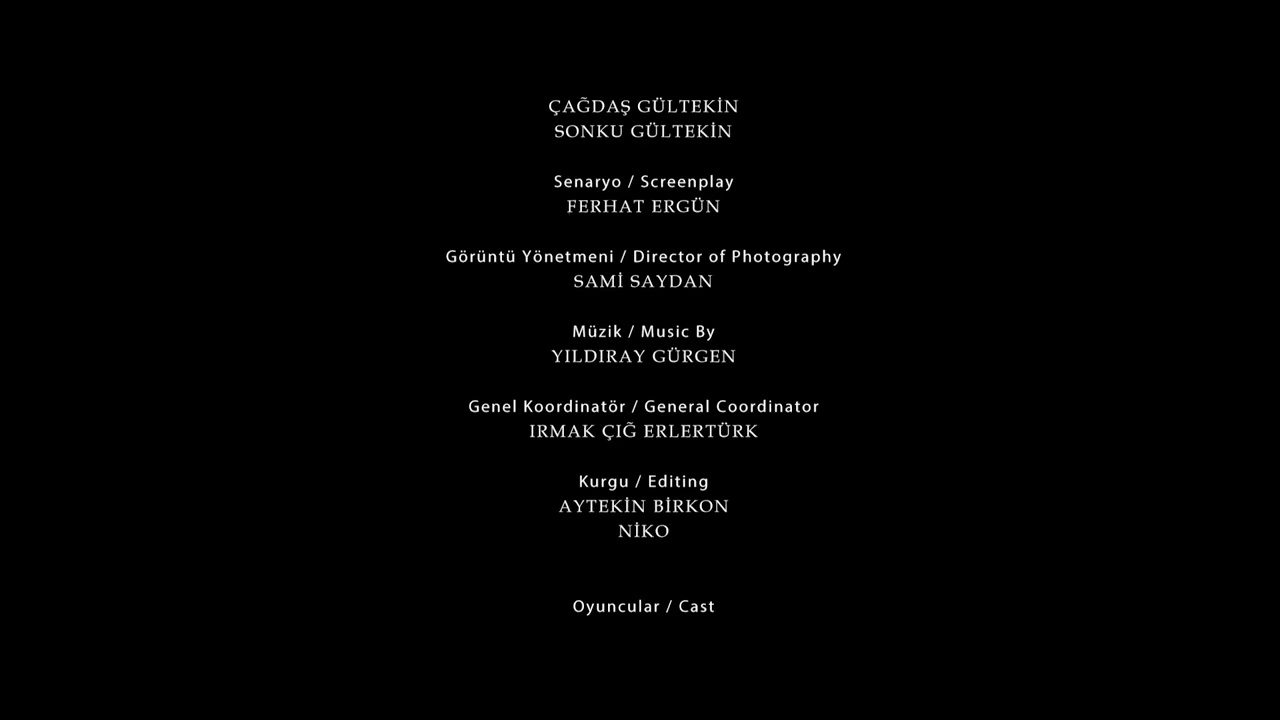 ÇAĞDAŞ GÜLTEKİN
SONKU GÜLTEKİN
Senaryo / Screenplay
FERHAT ERGÜN
Görüntü Yönetmeni / Director of Photography
SAMİ SAYDAN
Müzik / Music By
YILDIRAY GÜRGEN
Genel Koordinatör / General Coordinator
IRMAK ÇIĞ ERLERTÜRK
Kurgu / Editing
AYTEKİN BİRKON
NİKO
Oyuncular / Cast